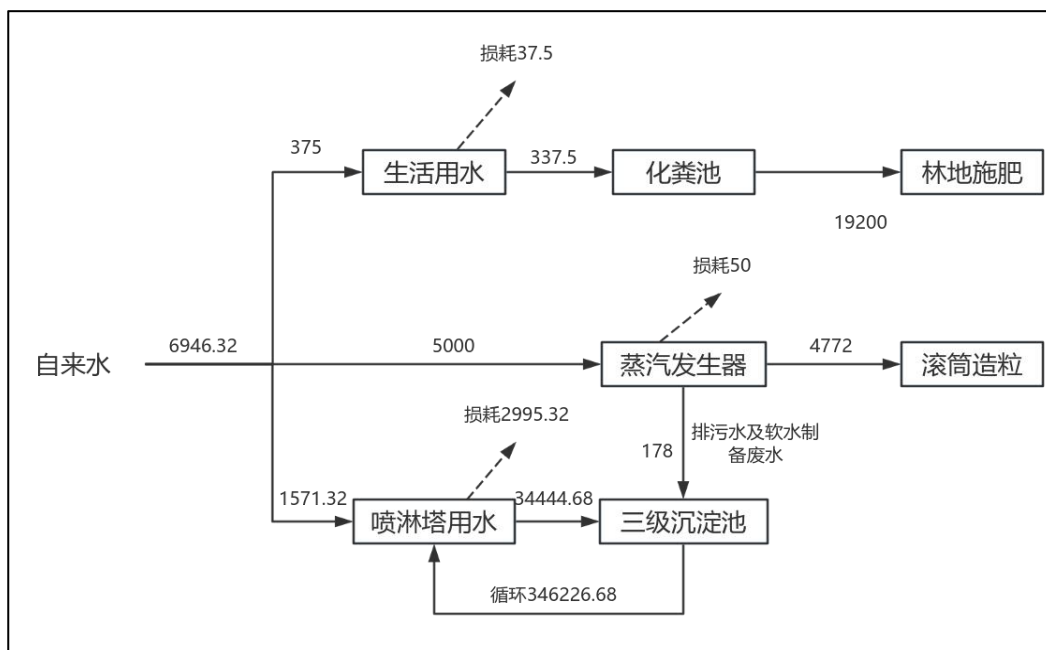 损耗37.5
375
生活用水
337.5
化粪池
林地施肥
19200
损耗50
自来水
6946.32
5000
蒸汽发生器
4772
滚筒造粒
损耗2995.32
178
排污水及软水制
备废水
1571.32
喷淋塔用水
34444.68
三级沉淀池
循环346226.68